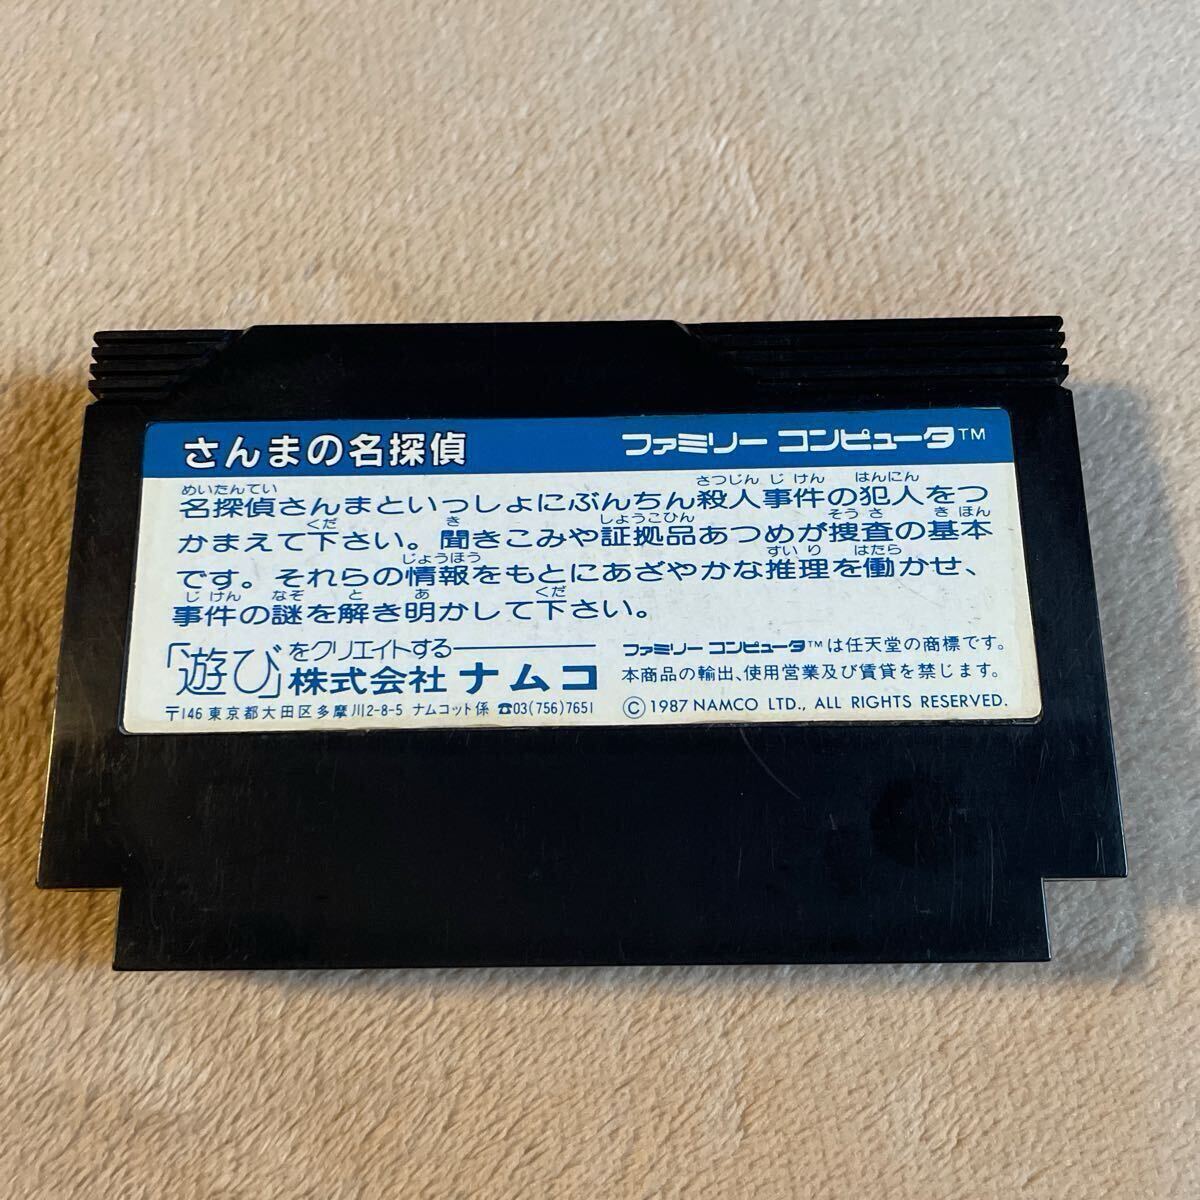 さんまの名探偵
ファミリー コンピュータ™
めいたんてい さつじん じ けん はんにん
名探偵さんまといっしょにぶんちん殺人事件の犯人をつ
くだ き しょうこひん そう さ き ほん
かまえて下さい。聞きこみや証拠品あつめが捜査の基本
じょうほう すい り はたら
です。それらの情報をもとにあざやかな推理を働かせ、
じ けん なぞ と あ くだ
事件の謎を解き明かして下さい。
「遊び」をクリエイトする
株式会社 ナムコ
〒146 東京都大田区多摩川2-8-5 ナムコット係 ☎03(756)7651
ファミリー コンピュータ™は任天堂の商標です。
本商品の輸出、使用営業及び賃貸を禁じます。
Ⓒ1987 NAMCO LTD., ALL RIGHTS RESERVED.